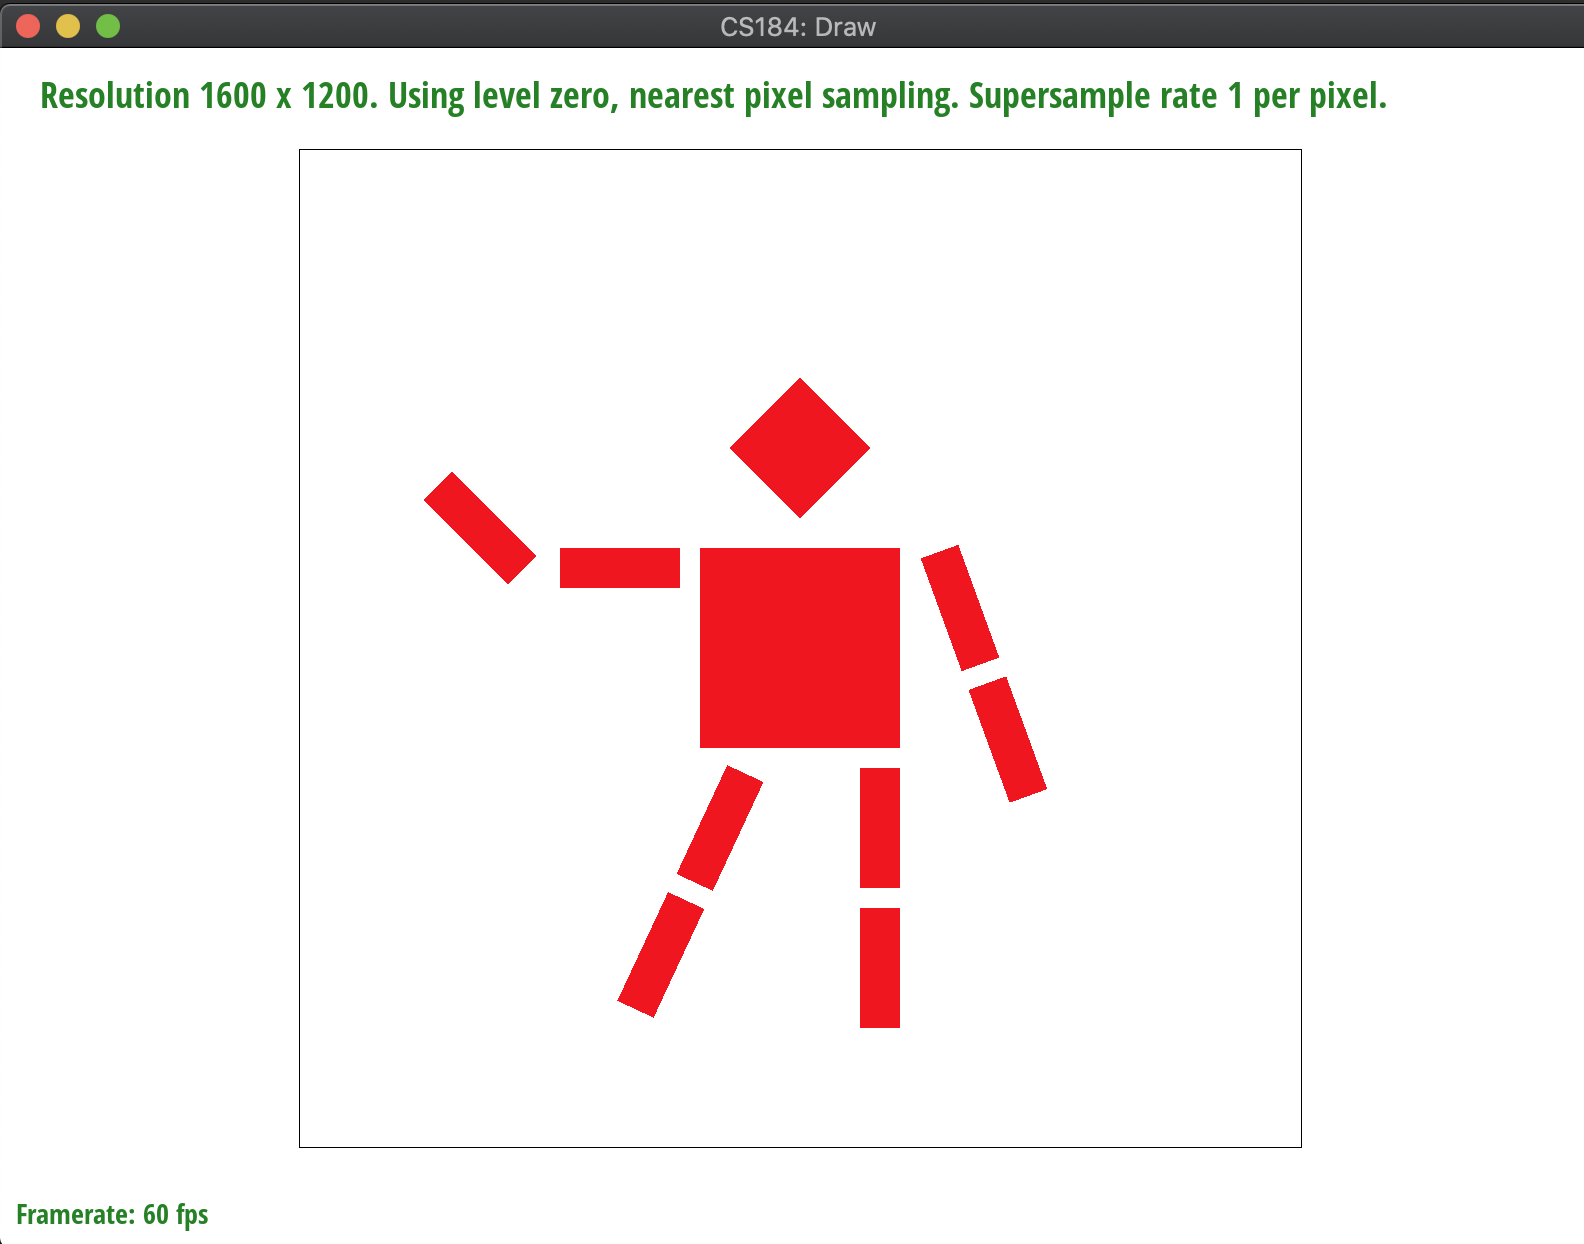 CS184: Draw
Resolution 1600 x 1200. Using level zero, nearest pixel sampling. Supersample rate 1 per pixel.
Framerate: 60 fps